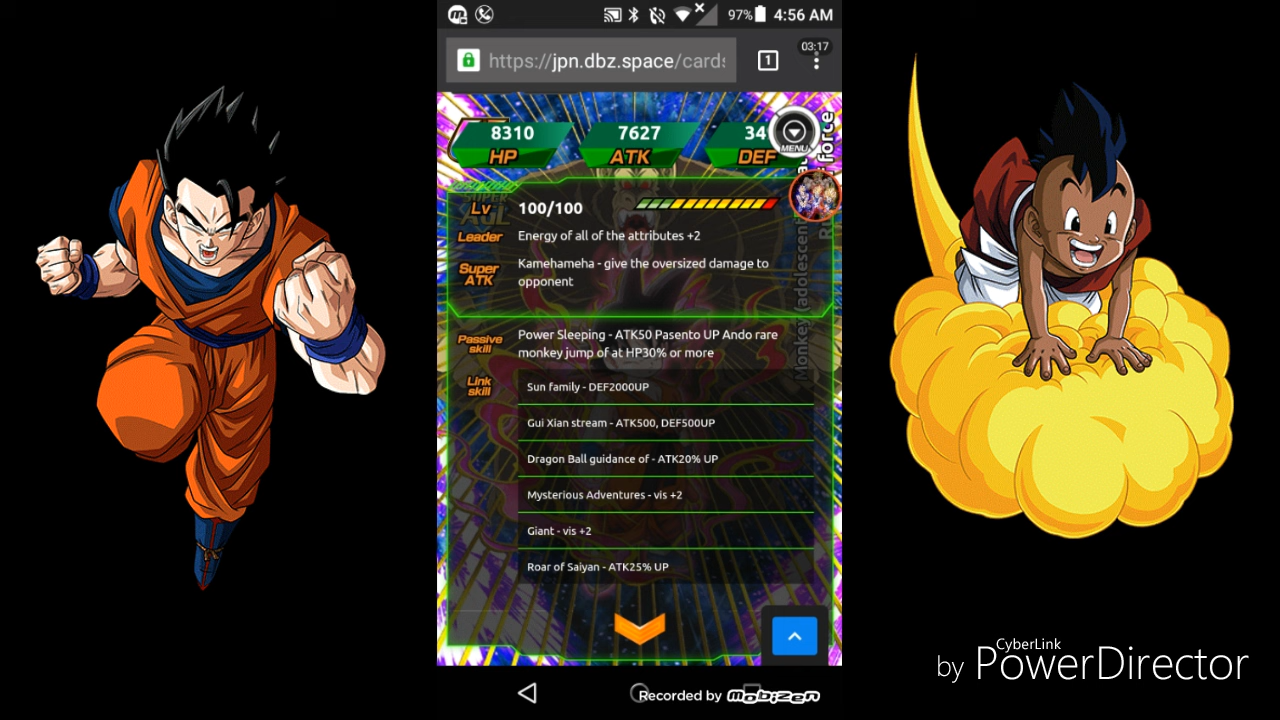 97%
4:56 AM
https://jpn.dbz.space/cards
1
03:17
8310
HP
7627
ATK
34
DEF
MENU
force
Lv
100/100
Leader
Energy of all of the attributes +2
Super
ATK
Kamehameha - give the oversized damage to
opponent
Monkey (adolescen
Passive
skill
Power Sleeping - ATK50 Pasento UP Ando rare
monkey jump of at HP30% or more
Link
skill
Sun family - DEF2000UP
Gui Xian stream - ATK500, DEF500UP
Dragon Ball guidance of - ATK20% UP
Mysterious Adventures - vis +2
Giant - vis +2
Roar of Saiyan - ATK25% UP
Recorded by Mobizen
CyberLink
by PowerDirector